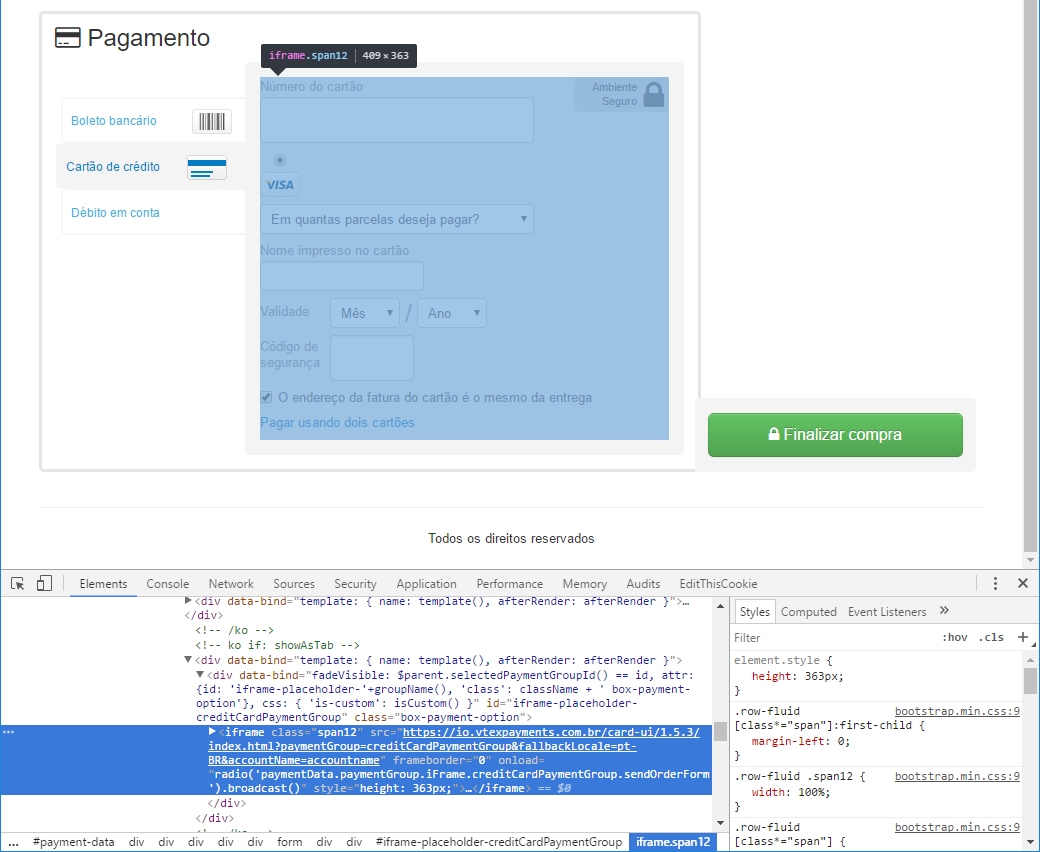 Pagamento
iframe.span12 | 409 × 363
Número do cartão
Ambiente
Seguro
Boleto bancário
Cartão de crédito
VISA
Débito em conta
Em quantas parcelas deseja pagar?
Nome impresso no cartão
Validade Mês / Ano
Código de
segurança
O endereço da fatura do cartão é o mesmo da entrega
Pagar usando dois cartões
Finalizar compra
Todos os direitos reservados
Elements Console Network Sources Security Application Performance Memory Audits EditThisCookie
<div data-bind="template: { name: template(), afterRender: afterRender }">…
</div>
<!-- /ko -->
<!-- ko if: showAsTab -->
<div data-bind="template: { name: template(), afterRender: afterRender }">
<div data-bind="fadeVisible: $parent.selectedPaymentGroupId() == id, attr:
{id: 'iframe-placeholder-'+groupName(), 'class': className + ' box-payment-
option'}, css: { 'is-custom': isCustom() }" id="iframe-placeholder-
creditCardPaymentGroup" class="box-payment-option">
<iframe class="span12" src="https://io.vtexpayments.com.br/card-ui/1.5.3/
index.html?paymentGroup=creditCardPaymentGroup&fallbackLocale=pt-
BR&accountName=accountname" frameborder="0" onload=
"radio('paymentData.paymentGroup.iFrame.creditCardPaymentGroup.sendOrderForm
').broadcast()" style="height: 363px;">…</iframe> == $0
</div>
</div>
... #payment-data div div div div div form div div #iframe-placeholder-creditCardPaymentGroup iframe.span12
Styles Computed Event Listeners »
Filter :hov .cls +
element.style {
height: 363px;
}
.row-fluid bootstrap.min.css:9
[class*="span"]:first-child {
margin-left: 0;
}
.row-fluid .span12 { bootstrap.min.css:9
width: 100%;
}
.row-fluid bootstrap.min.css:9
[class*="span"] {